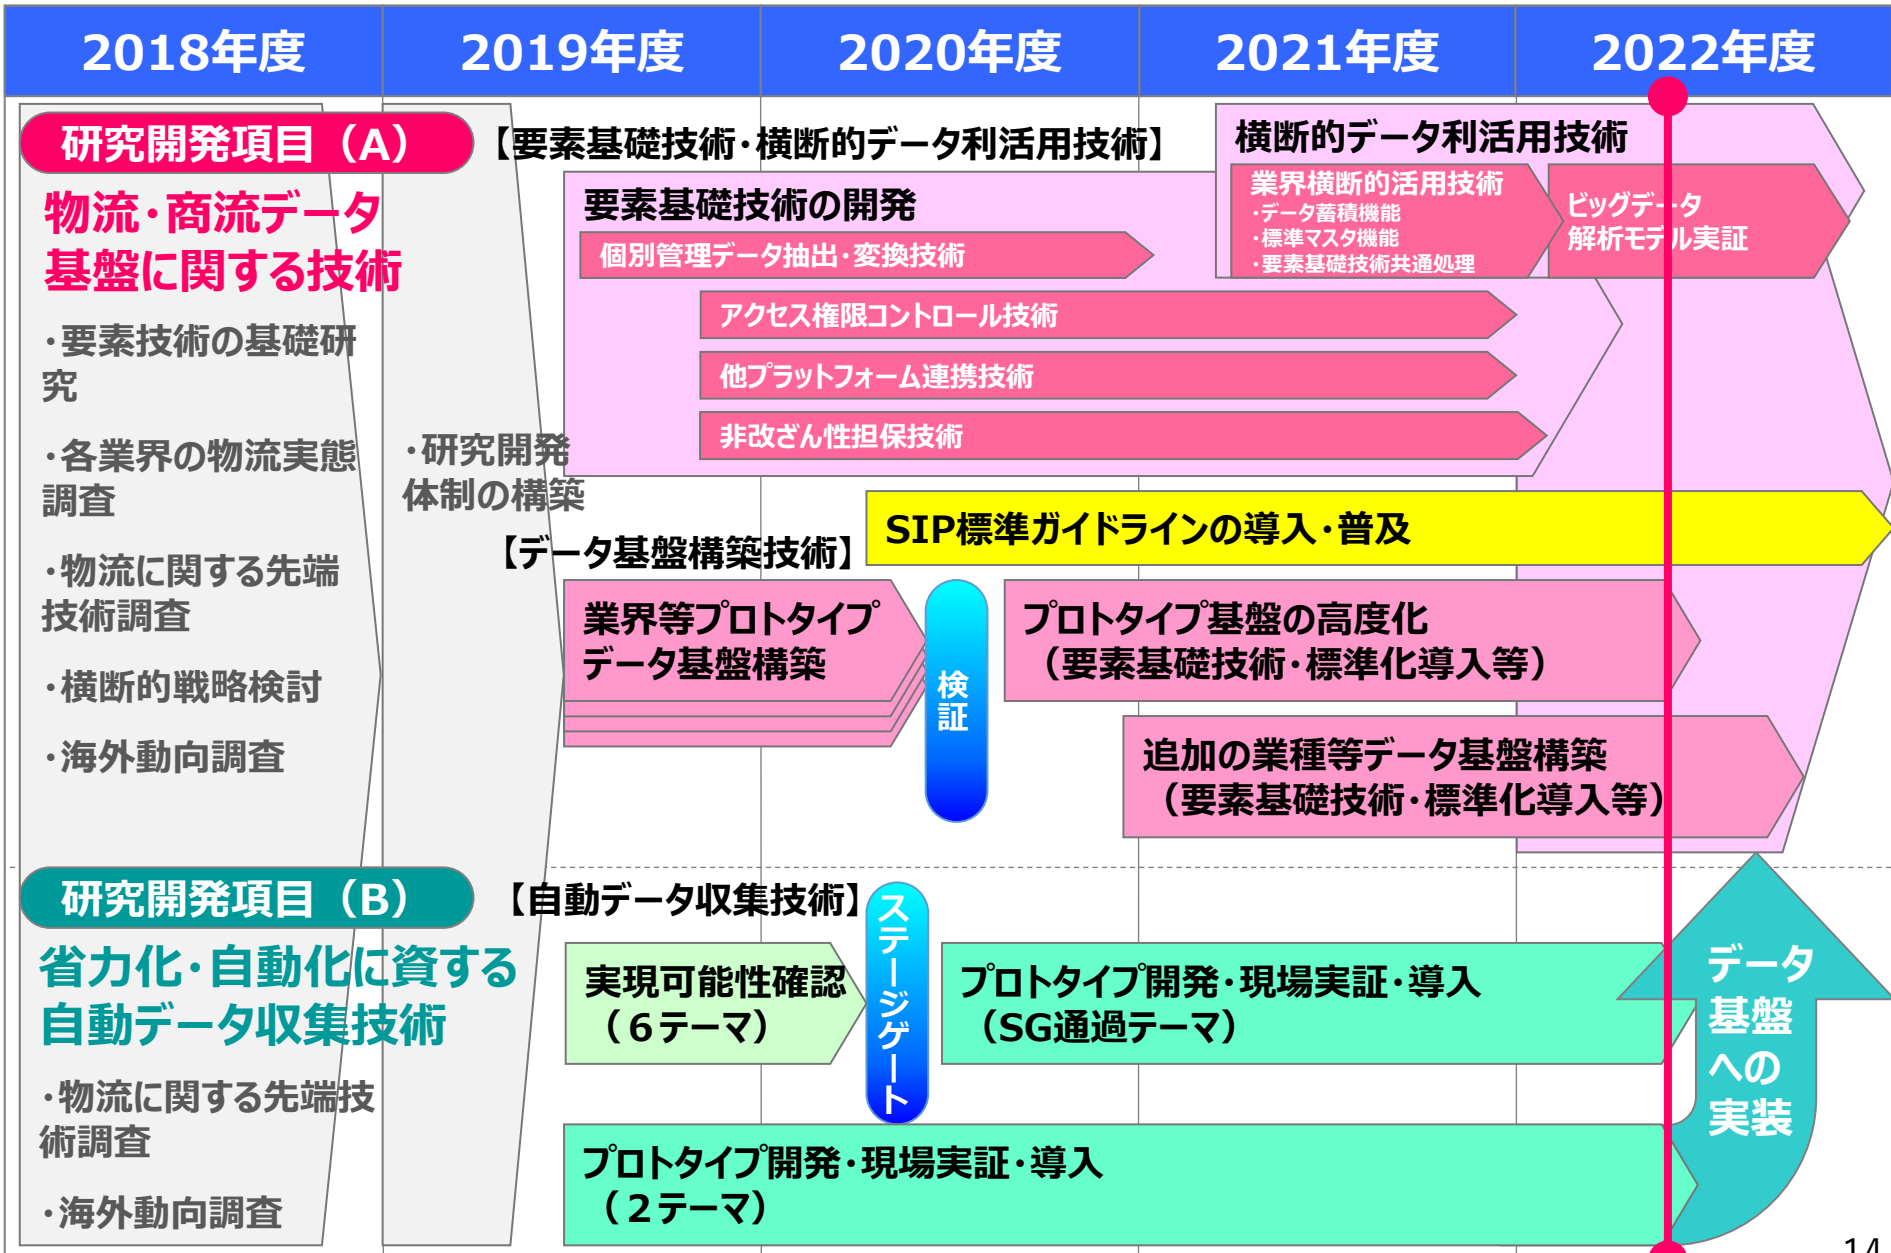 2018年度
2019年度
2020年度
2021年度
2022年度
研究開発項目（A）
物流・商流データ
基盤に関する技術
・要素技術の基礎研
究
・各業界の物流実態
調査
・物流に関する先端
技術調査
・横断的戦略検討
・海外動向調査
・研究開発
体制の構築
【要素基礎技術・横断的データ利活用技術】
要素基礎技術の開発
個別管理データ抽出・変換技術
アクセス権限コントロール技術
他プラットフォーム連携技術
非改ざん性担保技術
横断的データ利活用技術
業界横断的活用技術
・データ蓄積機能
・標準マスタ機能
・要素基礎技術共通処理
ビッグデータ
解析モデル実証
SIP標準ガイドラインの導入・普及
【データ基盤構築技術】
業界等プロトタイプ
データ基盤構築
検証
プロトタイプ基盤の高度化
（要素基礎技術・標準化導入等）
追加の業種等データ基盤構築
（要素基礎技術・標準化導入等）
研究開発項目（B）
省力化・自動化に資する
自動データ収集技術
・物流に関する先端技
術調査
・海外動向調査
【自動データ収集技術】
実現可能性確認
（６テーマ）
ステージゲート
プロトタイプ開発・現場実証・導入
（SG通過テーマ）
プロトタイプ開発・現場実証・導入
（２テーマ）
データ
基盤
への
実装
14